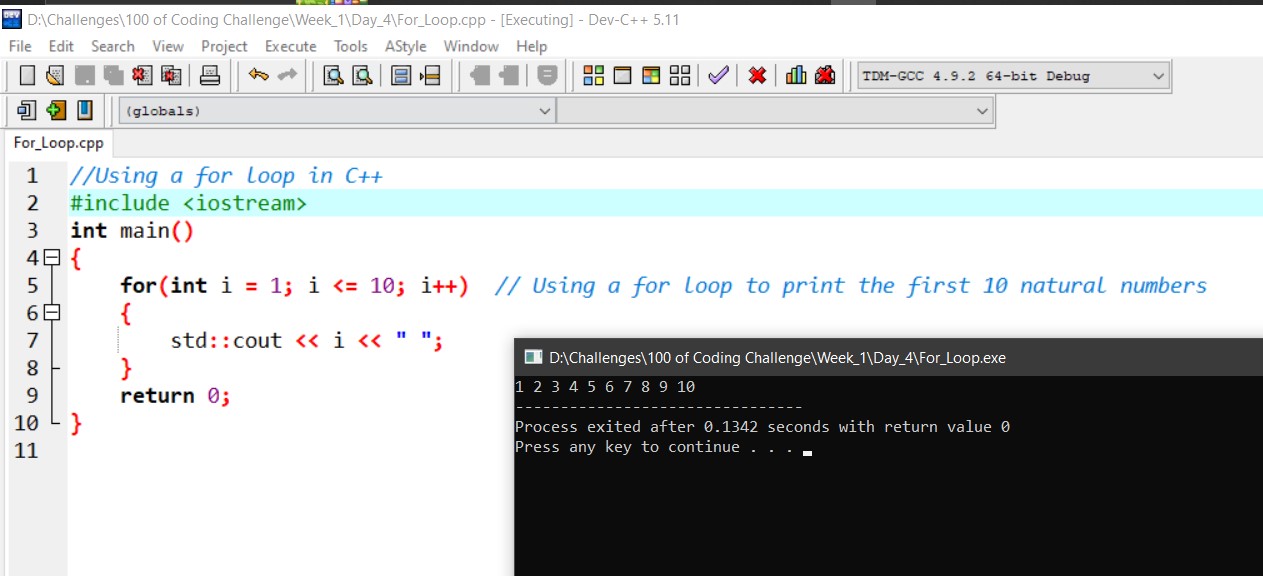 D:\Challenges\100 of Coding Challenge\Week_1\Day_4\For_Loop.cpp - [Executing] - Dev-C++ 5.11
File Edit Search View Project Execute Tools AStyle Window Help
TDM-GCC 4.9.2 64-bit Debug
(globals)
For_Loop.cpp
1 //Using a for loop in C++
2 #include <iostream>
3 int main()
4 {
5 for(int i = 1; i <= 10; i++) // Using a for loop to print the first 10 natural numbers
6 {
7 std::cout << i << " ";
8 }
9 return 0;
10 }
11
D:\Challenges\100 of Coding Challenge\Week_1\Day_4\For_Loop.exe
1 2 3 4 5 6 7 8 9 10
--------------------------------
Process exited after 0.1342 seconds with return value 0
Press any key to continue . . .